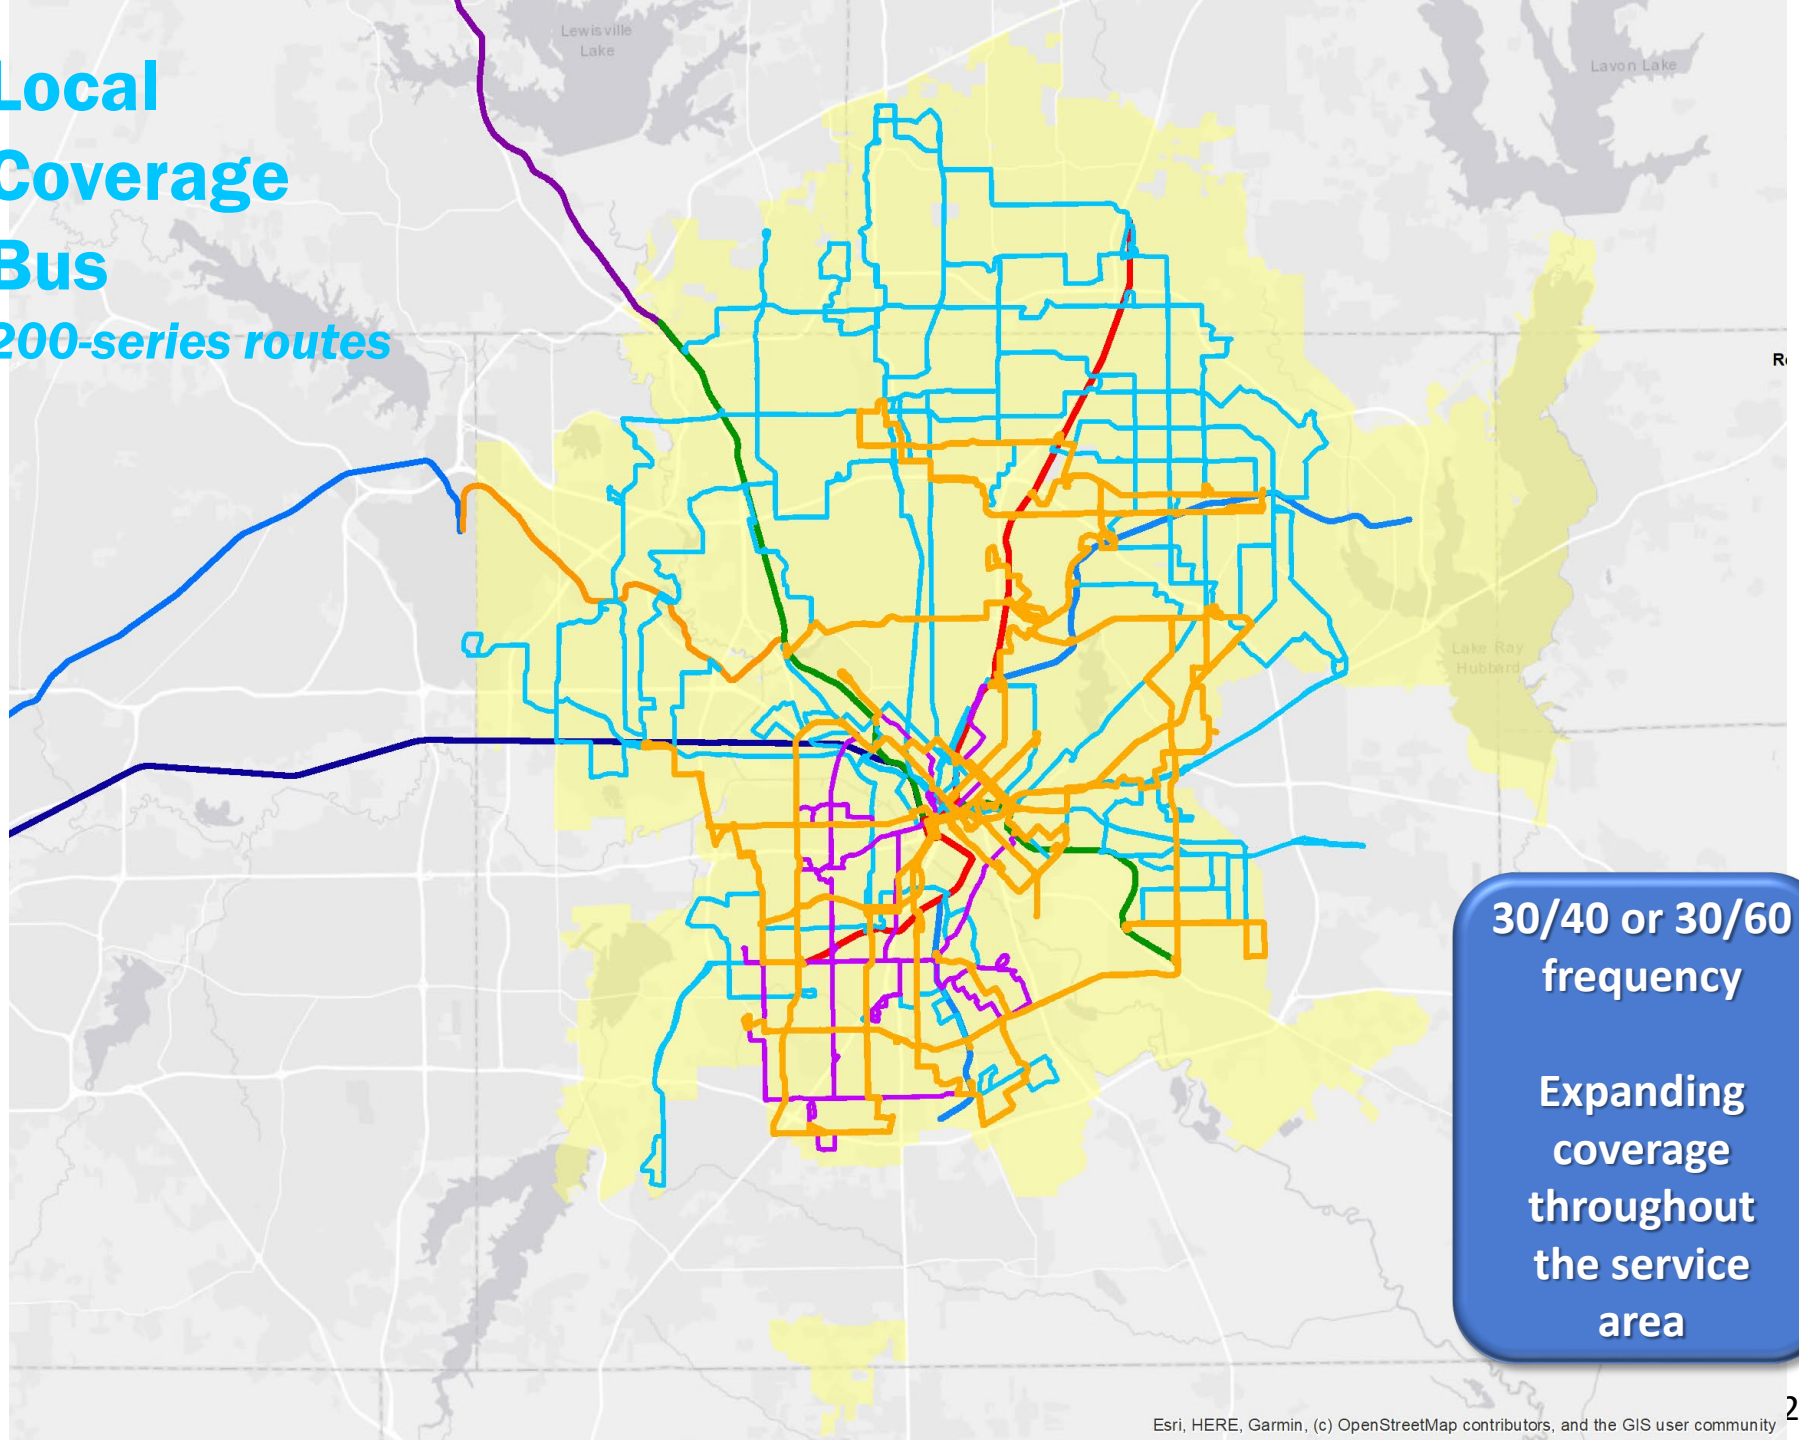 Local
Coverage
Bus
200-series routes
Lewisville
Lake
Lavon Lake
Lake Ray
Hubbard
30/40 or 30/60
frequency
Expanding
coverage
throughout
the service
area
Esri, HERE, Garmin, (c) OpenStreetMap contributors, and the GIS user community